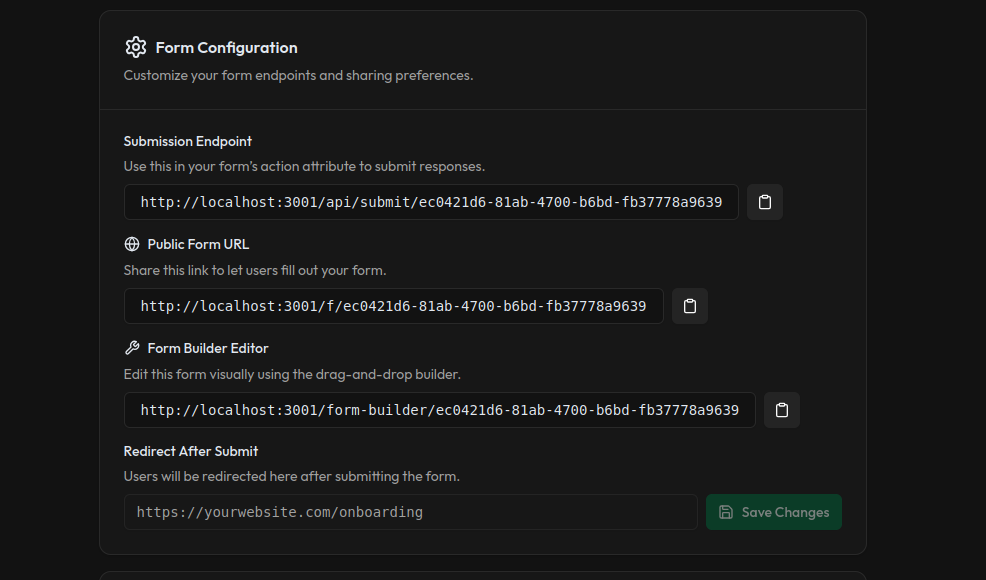 Form Configuration
Customize your form endpoints and sharing preferences.
Submission Endpoint
Use this in your form's action attribute to submit responses.
http://localhost:3001/api/submit/ec0421d6-81ab-4700-b6bd-fb37778a9639
Public Form URL
Share this link to let users fill out your form.
http://localhost:3001/f/ec0421d6-81ab-4700-b6bd-fb37778a9639
Form Builder Editor
Edit this form visually using the drag-and-drop builder.
http://localhost:3001/form-builder/ec0421d6-81ab-4700-b6bd-fb37778a9639
Redirect After Submit
Users will be redirected here after submitting the form.
https://yourwebsite.com/onboarding
Save Changes